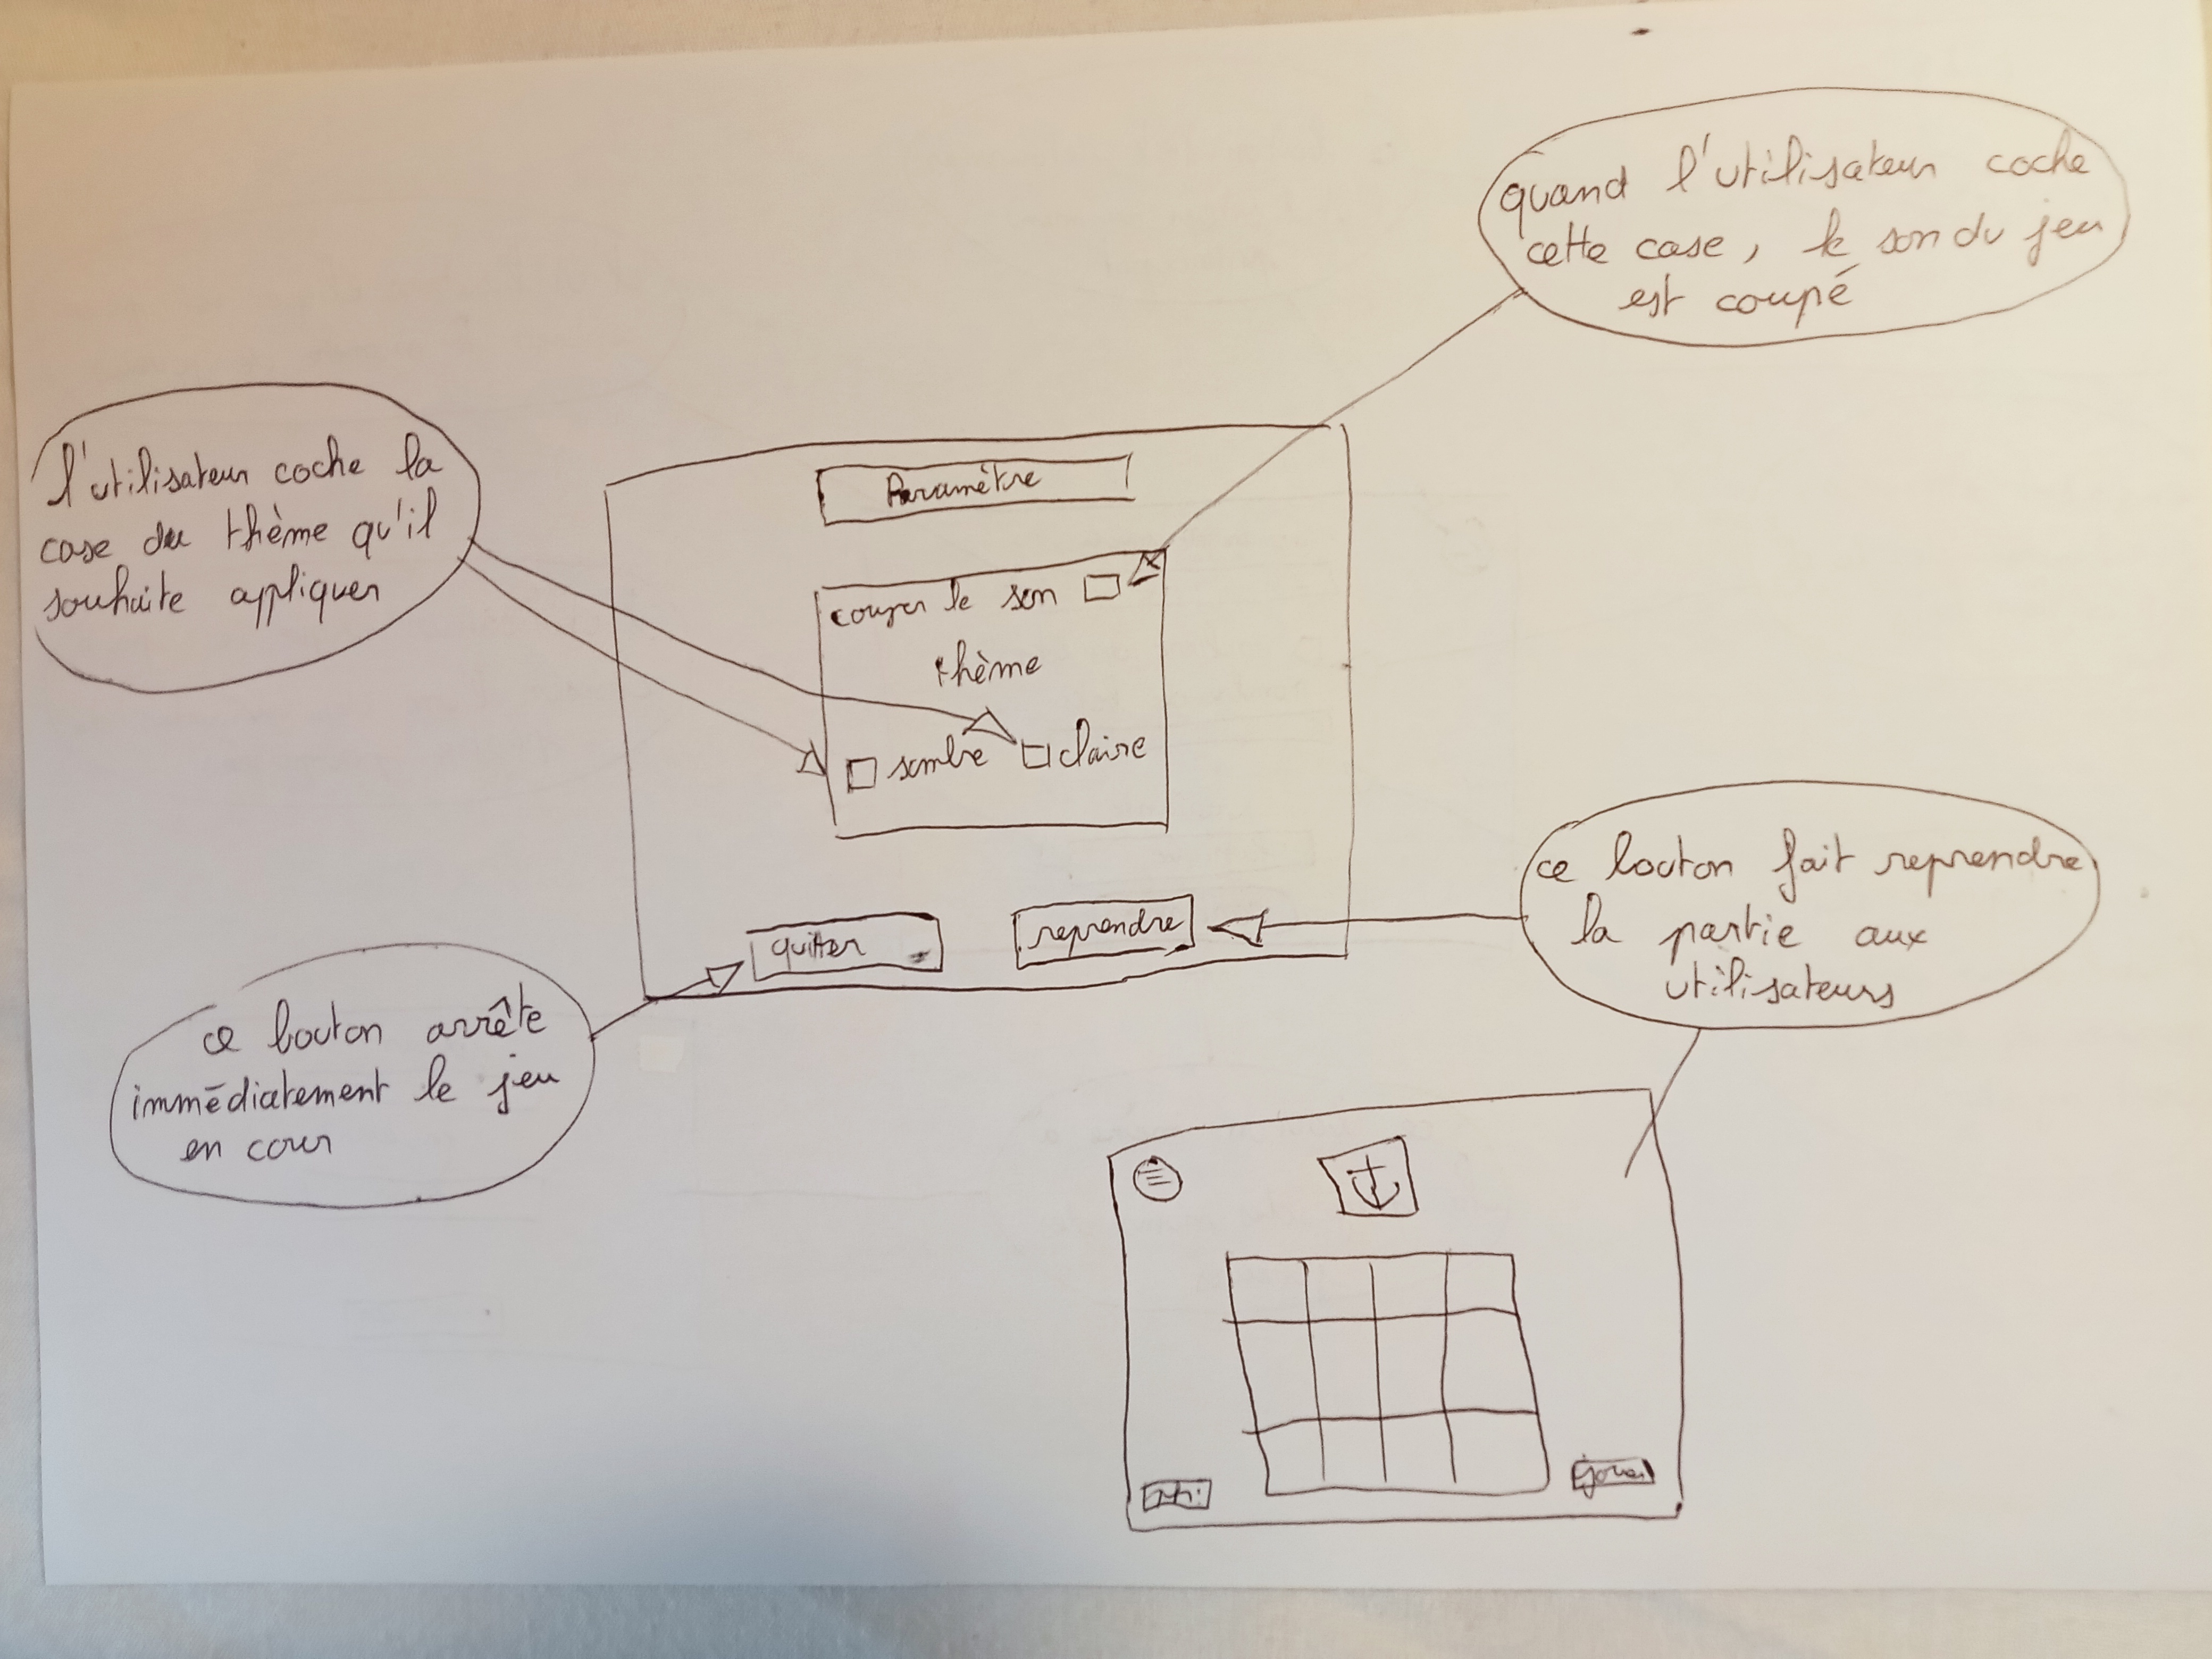 quand l'utilisateur coche
cette case, le son du jeu
est coupé
l'utilisateur coche la
case du thème qu'il
souhaite appliquer
Paramètre
couper le son
thème
sombre claire
quitter
reprendre
ce bouton fait reprendre
la partie aux
utilisateurs
ce bouton arrête
immédiatement le jeu
en cour
jouer